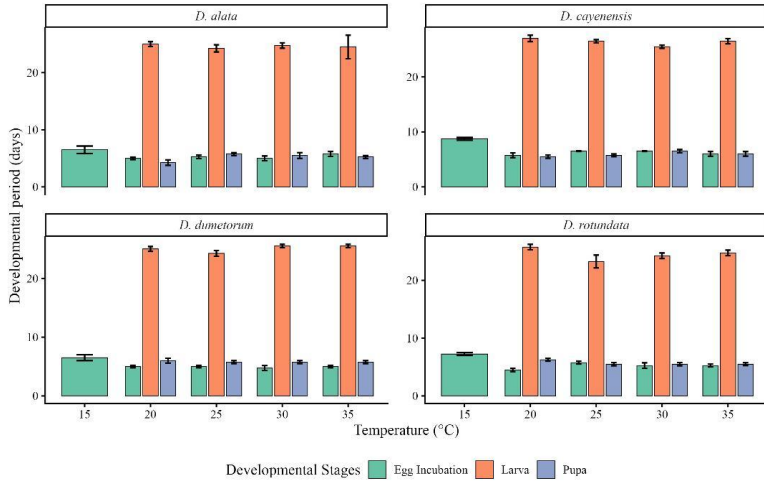 D. alata
D. cayenensis
20
10
0
20
10
0
D. dumetorum
D. rotundata
20
10
0
20
10
0
15 20 25 30 35
15 20 25 30 35
Developmental period (days)
Temperature (°C)
Developmental Stages Egg Incubation Larva Pupa